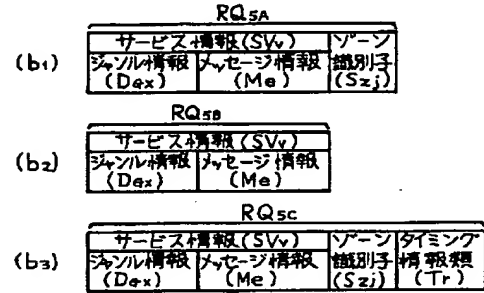 RQ5A
(b1)
サービス情報(SVv) ゾーン
ジャンル情報 メッセージ情報 識別子
(Dgx) (Me) (Szj)
RQ5B
(b2)
サービス情報(SVv)
ジャンル情報 メッセージ情報
(Dgx) (Me)
RQ5C
(b3)
サービス情報(SVv) ゾーン タイミング
ジャンル情報 メッセージ情報 識別子 情報類
(Dgx) (Me) (Szj) (Tr)